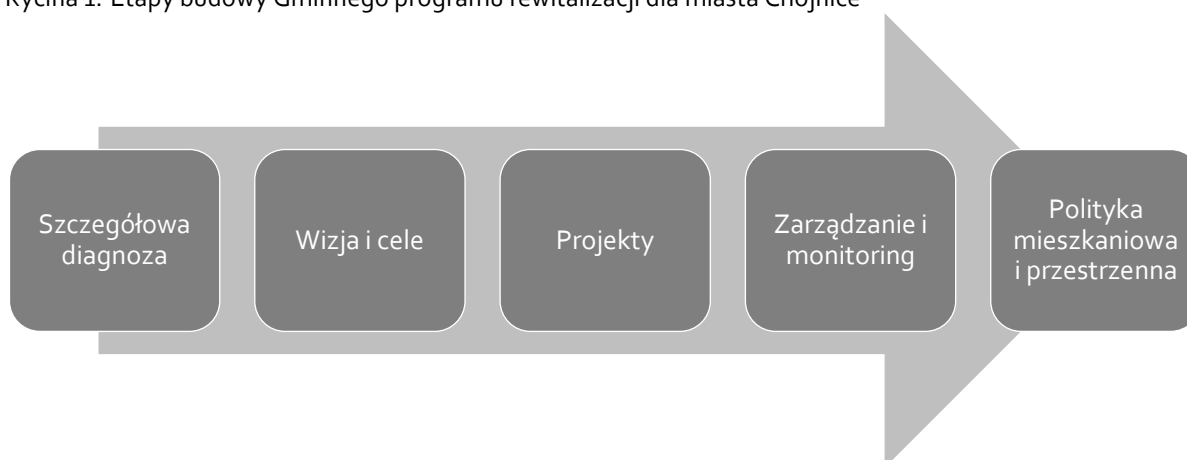 Rycina 1. Etapy budowy Gminnego programu rewitalizacji dla miasta Chojnice
Szczegółowa
diagnoza
Wizja i cele
Projekty
Zarządzanie i
monitoring
Polityka
mieszkaniowa
i przestrzenna